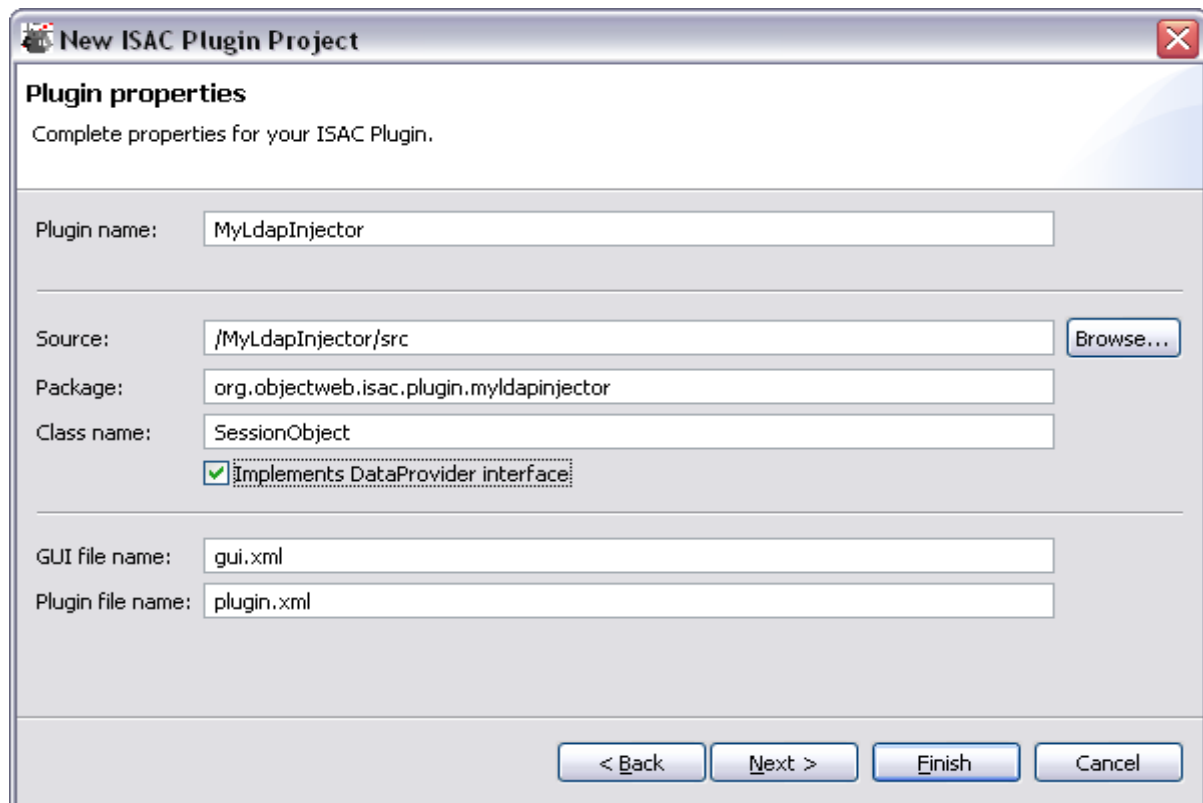 New ISAC Plugin Project
Plugin properties
Complete properties for your ISAC Plugin.
Plugin name: MyLdapInjector
Source: /MyLdapInjector/src Browse...
Package: org.objectweb.isac.plugin.myldapinjector
Class name: SessionObject
Implements DataProvider interface
GUI file name: gui.xml
Plugin file name: plugin.xml
< Back Next > Finish Cancel